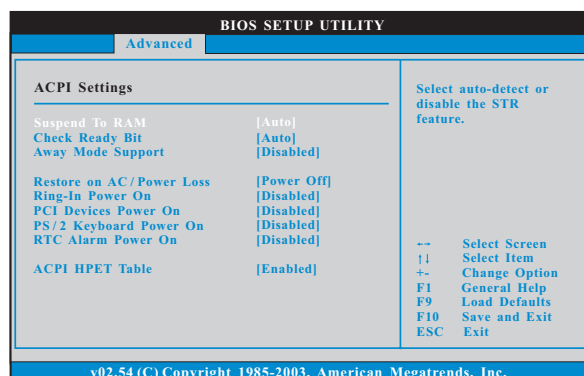 BIOS SETUP UTILITY
Advanced
ACPI Settings
Suspend To RAM [Auto]
Check Ready Bit [Auto]
Away Mode Support [Disabled]
Restore on AC/Power Loss [Power Off]
Ring-In Power On [Disabled]
PCI Devices Power On [Disabled]
PS/2 Keyboard Power On [Disabled]
RTC Alarm Power On [Disabled]
ACPI HPET Table [Enabled]
Select auto-detect or
disable the STR
feature.
←→ Select Screen
↑↓ Select Item
+- Change Option
F1 General Help
F9 Load Defaults
F10 Save and Exit
ESC Exit
v02.54 (C) Copyright 1985-2003, American Megatrends, Inc.